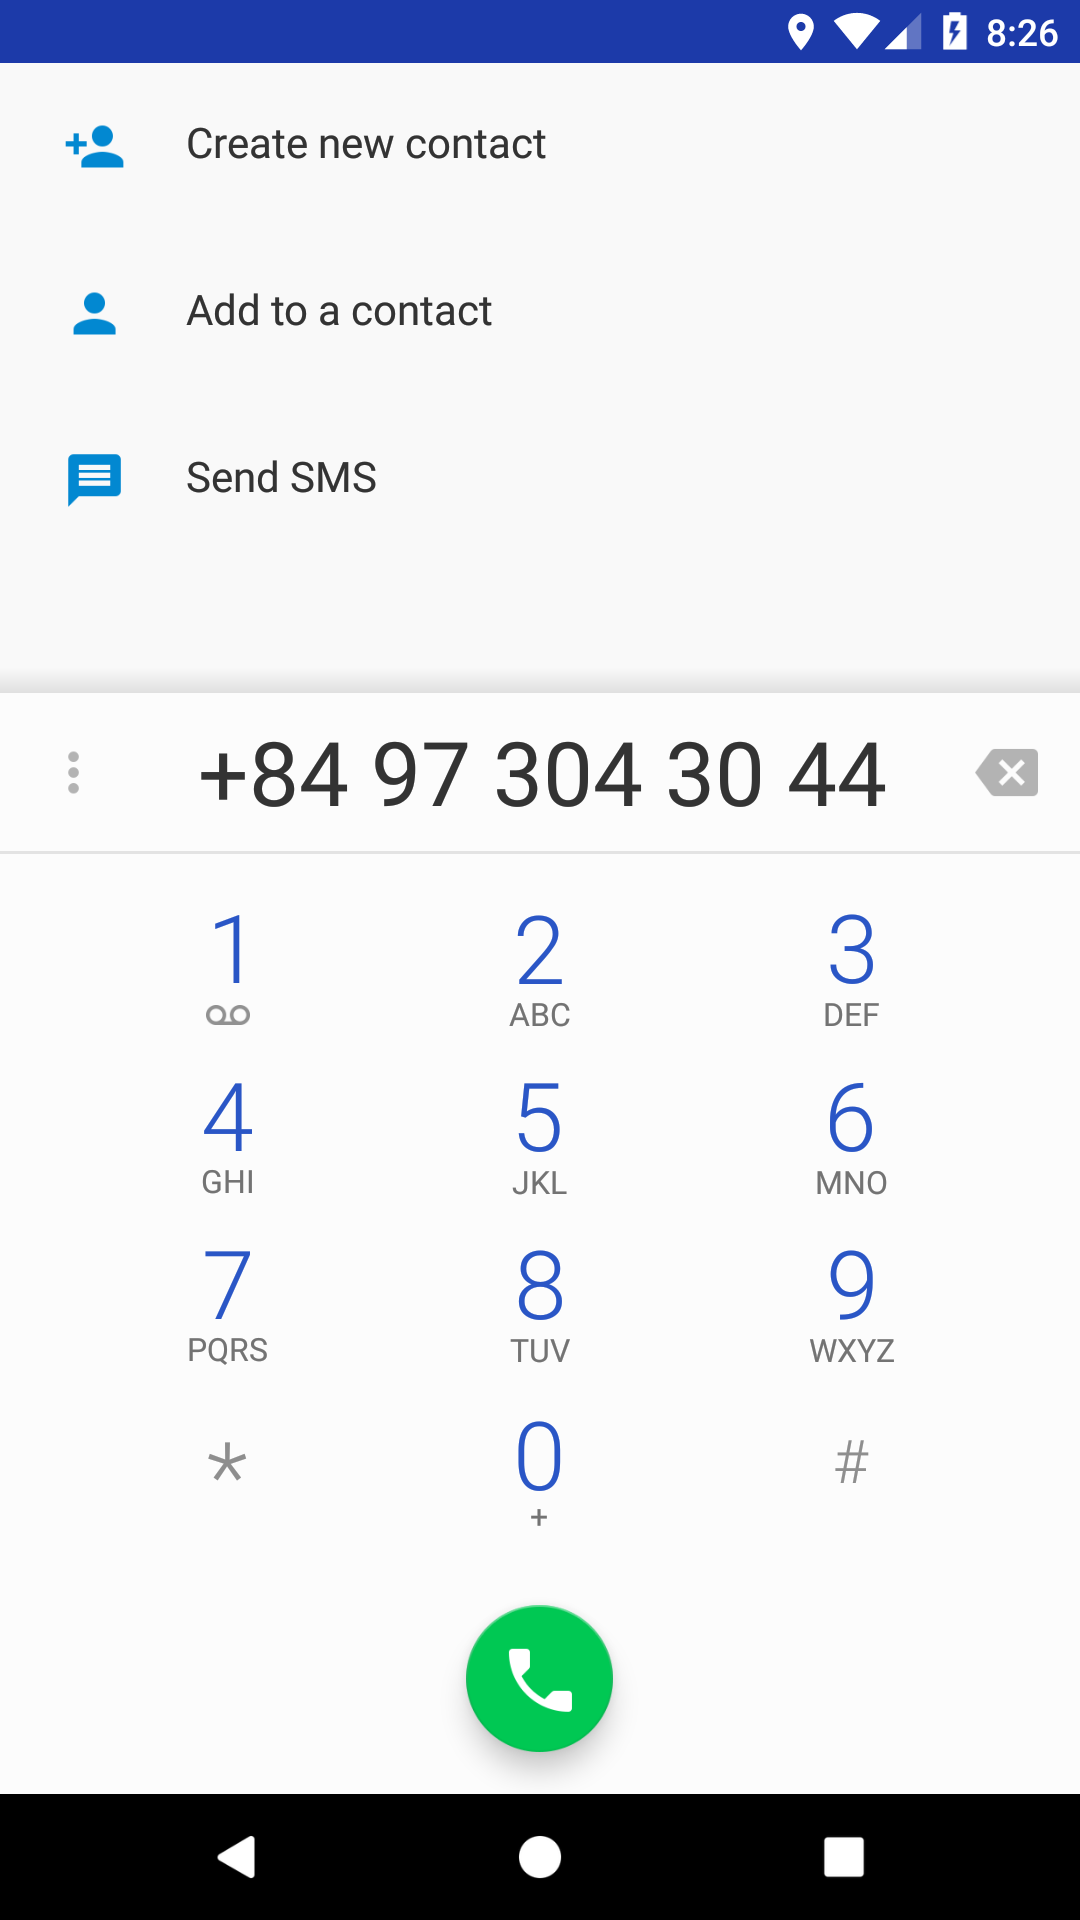 8:26
Create new contact
Add to a contact
Send SMS
+84 97 304 30 44
1 2 3
ABC DEF
4 5 6
GHI JKL MNO
7 8 9
PQRS TUV WXYZ
* 0 #
+